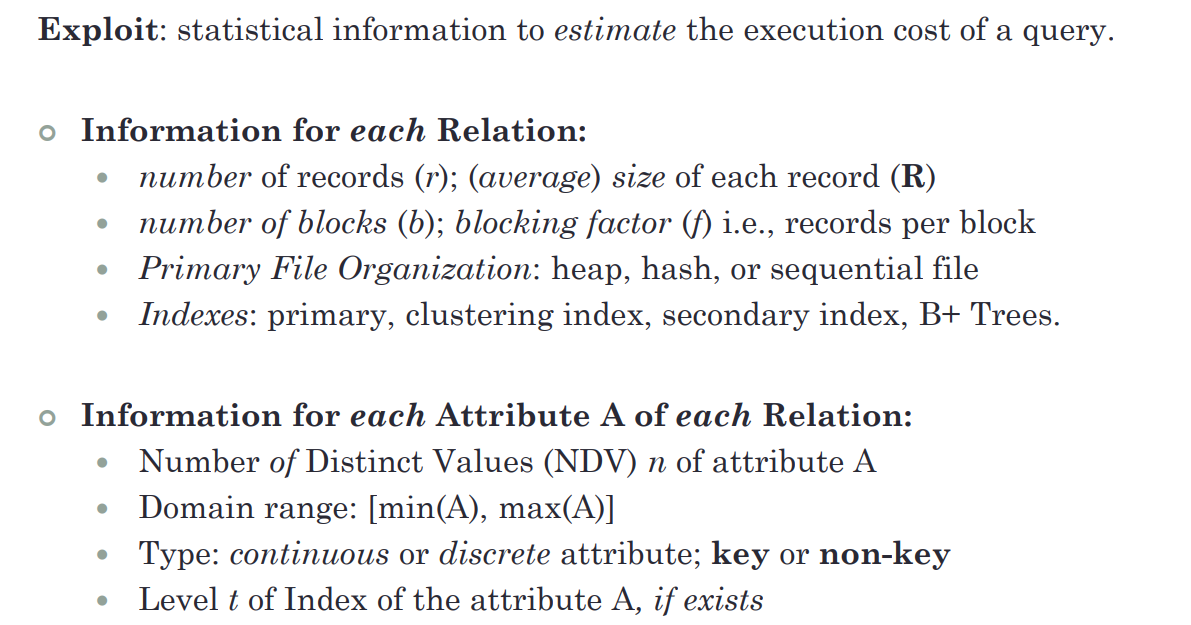 Exploit: statistical information to estimate the execution cost of a query.
Information for each Relation:
number of records (r); (average) size of each record (R)
number of blocks (b); blocking factor (f) i.e., records per block
Primary File Organization: heap, hash, or sequential file
Indexes: primary, clustering index, secondary index, B+ Trees.
Information for each Attribute A of each Relation:
Number of Distinct Values (NDV) n of attribute A
Domain range: [min(A), max(A)]
Type: continuous or discrete attribute; key or non-key
Level t of Index of the attribute A, if exists